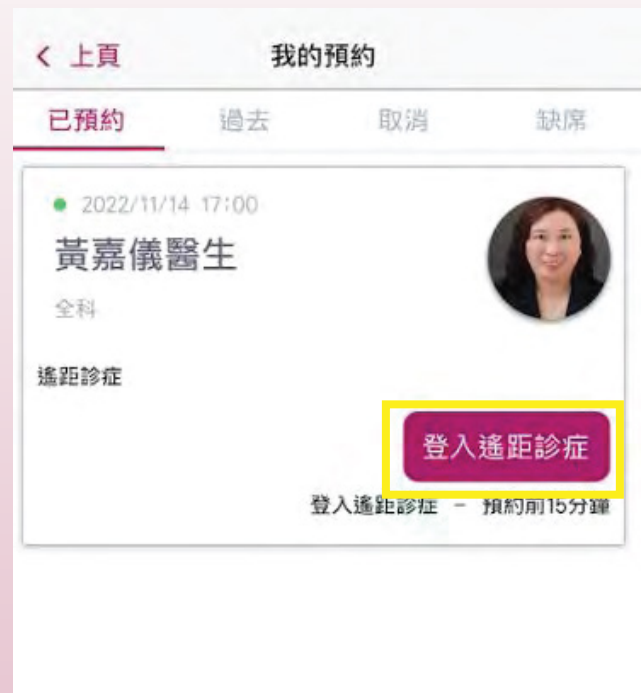 < 上頁
我的預約
已預約 過去 取消 缺席
2022/11/14 17:00
黃嘉儀醫生
全科
遙距診症
登入遙距診症
登入遙距診症 - 預約前15分鐘